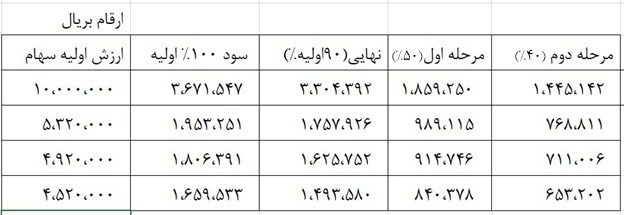 ارقام بریال
ارزش اولیه سهام	سود ۱۰۰٪ اولیه	نهایی(۹۰اولیه٪)	مرحله اول(۵۰٪)	مرحله دوم (۴۰٪)
۱۰،۰۰۰،۰۰۰	۳،۶۷۱،۵۴۷	۳،۳۰۴،۳۹۲	۱،۸۵۹،۲۵۰	۱،۴۴۵،۱۴۲
۵،۳۲۰،۰۰۰	۱،۹۵۳،۲۵۱	۱،۷۵۷،۹۲۶	۹۸۹،۱۱۵	۷۶۸،۸۱۱
۴،۹۲۰،۰۰۰	۱،۸۰۶،۳۹۱	۱،۶۲۵،۷۵۲	۹۱۴،۷۴۶	۷۱۱،۰۰۶
۴،۵۲۰،۰۰۰	۱،۶۵۹،۵۳۳	۱،۴۹۳،۵۸۰	۸۴۰،۳۷۸	۶۵۳،۲۰۲